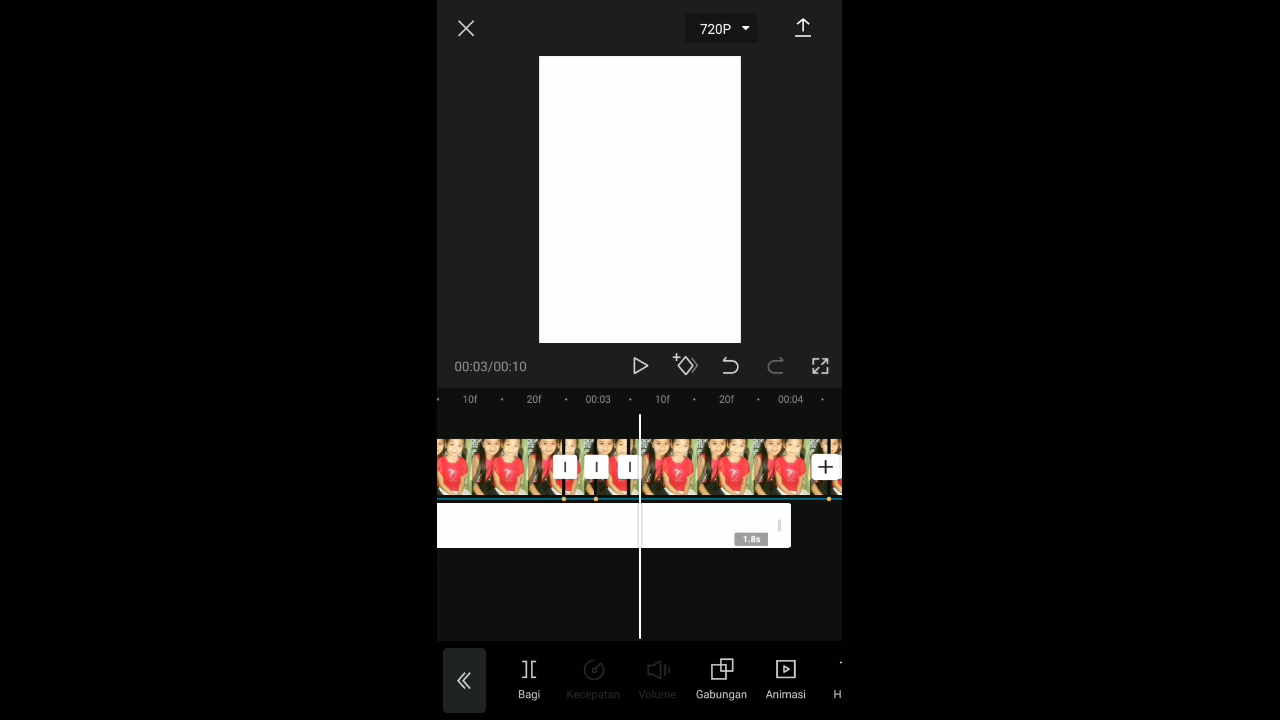 720P
00:03/00:10
10f 20f 00:03 10f 20f 00:04
1.8s
Bagi Kecepatan Volume Gabungan Animasi H